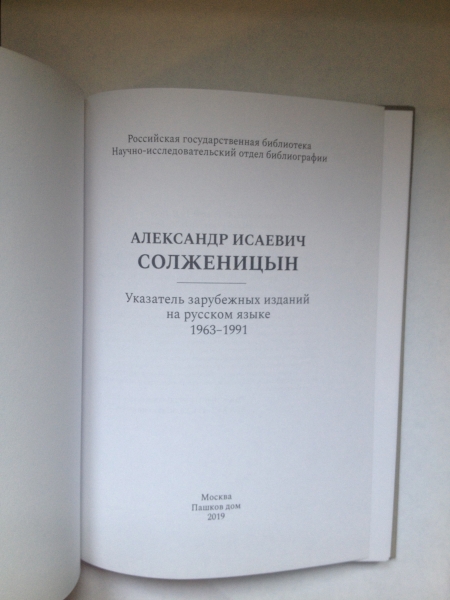 Российская государственная библиотека
Научно-исследовательский отдел библиографии
АЛЕКСАНДР ИСАЕВИЧ
СОЛЖЕНИЦЫН
Указатель зарубежных изданий
на русском языке
1963–1991
Москва
Пашков дом
2019